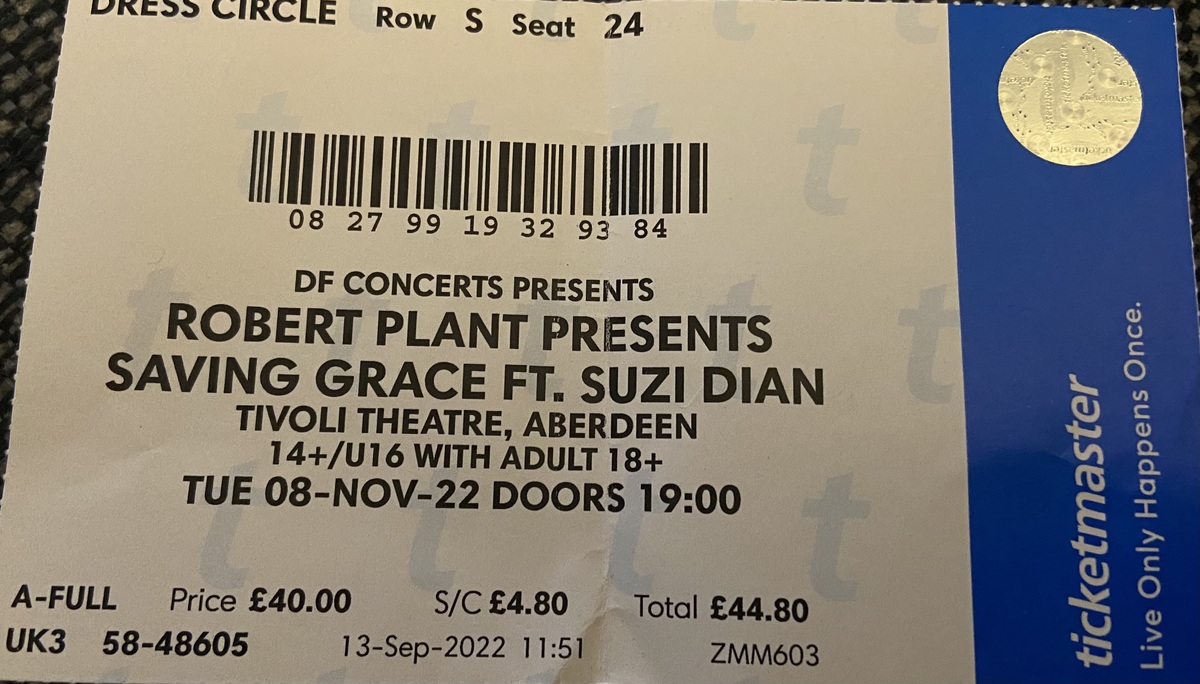 DRESS CIRCLE Row S Seat 24
08 27 99 19 32 93 84
DF CONCERTS PRESENTS
ROBERT PLANT PRESENTS
SAVING GRACE FT. SUZI DIAN
TIVOLI THEATRE, ABERDEEN
14+/U16 WITH ADULT 18+
TUE 08-NOV-22 DOORS 19:00
A-FULL Price £40.00 S/C £4.80 Total £44.80
UK3 58-48605 13-Sep-2022 11:51 ZMM603
ticketmaster
Live Only Happens Once.